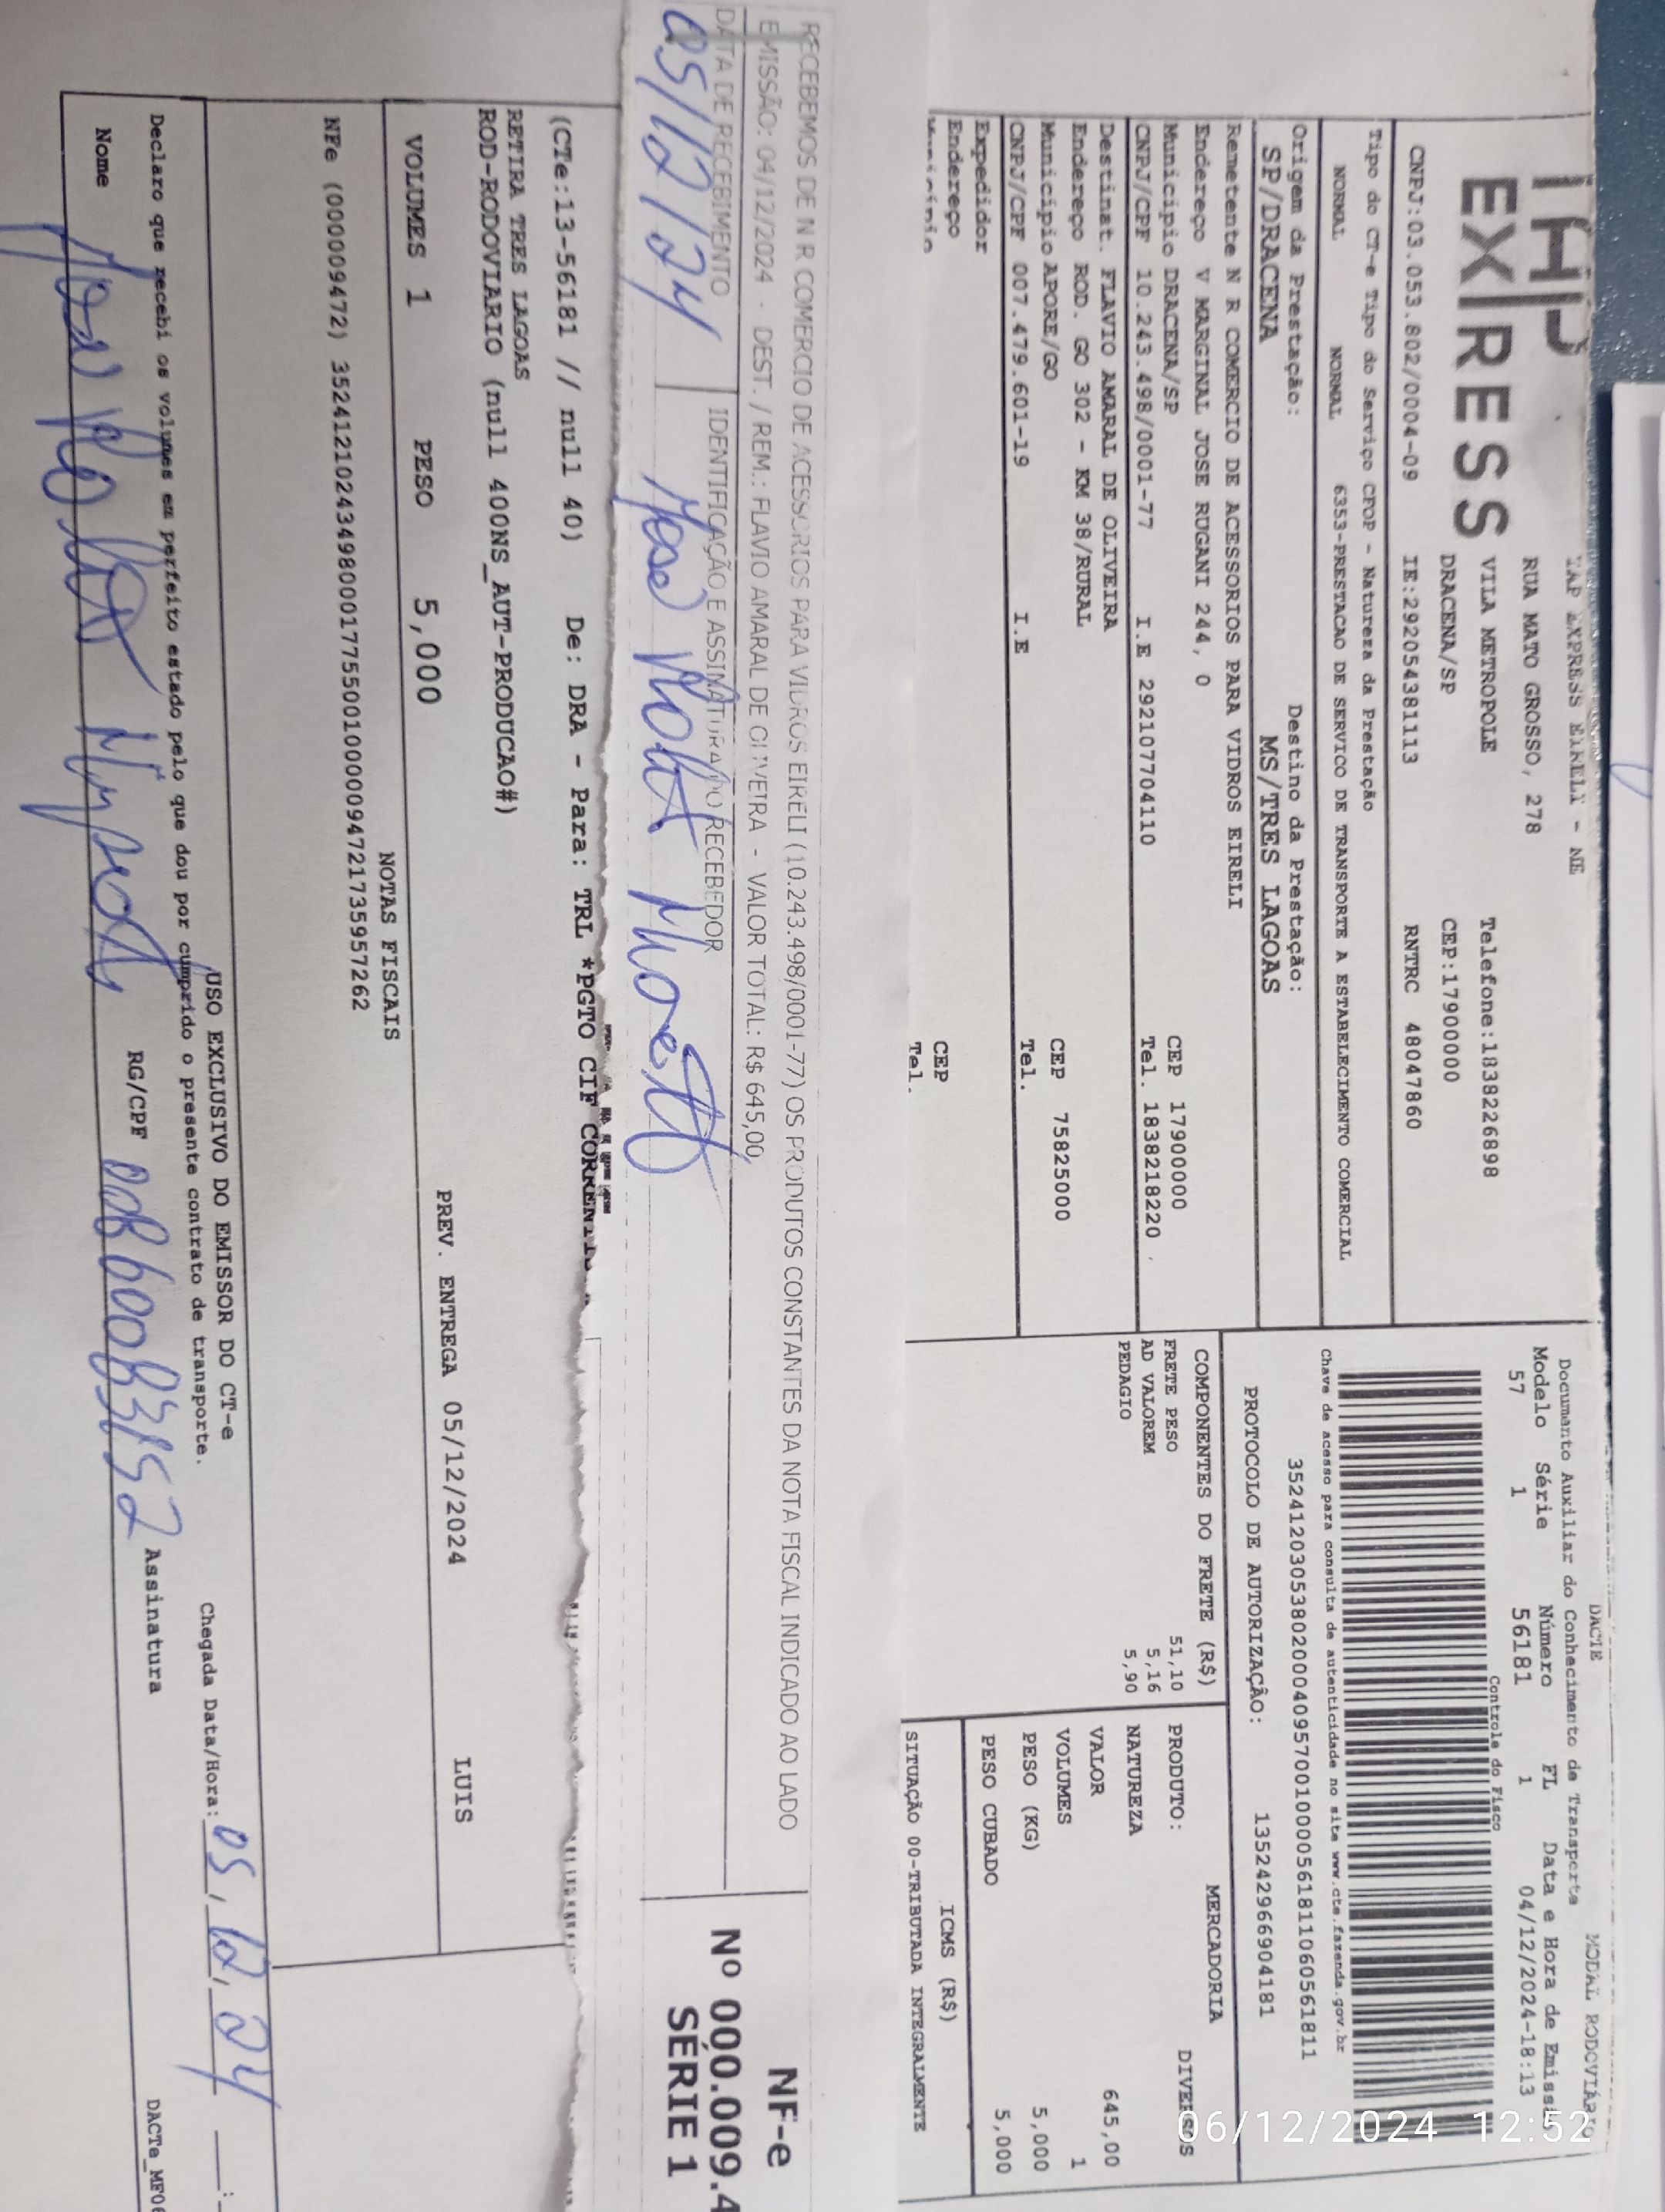 TAP EXPRESS EIRELI - ME
EXPRESS
RUA MATO GROSSO, 278
VILA METROPOLE Telefone:1838226898
DRACENA/SP CEP:17900000
CNPJ:03.053.802/0004-09 IE:292054381113 RNTRC 48047860
Tipo do CT-e Tipo do Serviço CFOP - Natureza da Prestação
NORMAL NORMAL 6353-PRESTACAO DE SERVICO DE TRANSPORTE A ESTABELECIMENTO COMERCIAL
Origem da Prestação: Destino da Prestação:
SP/DRACENA MS/TRES LAGOAS
Remetente N R COMERCIO DE ACESSORIOS PARA VIDROS EIRELI
Endereço V MARGINAL JOSE RUGANI 244, 0
Municipio DRACENA/SP CEP 17900000
CNPJ/CPF 10.243.498/0001-77 I.E 292107704110 Tel. 1838218220
Destinat. FLAVIO AMARAL DE OLIVEIRA
Endereço ROD. GO 302 - KM 38/RURAL
Municipio APORE/GO CEP 75825000
CNPJ/CPF 007.479.601-19 I.E Tel.
Expedidor
Endereço CEP
Tel.
DACTE MODAL RODOVIÁRIO
Documento Auxiliar do Conhecimento de Transporte
Modelo Série Número FL Data e Hora de Emissão
57 1 56181 1 04/12/2024-18:13
Controle do Fisco
Chave de acesso para consulta de autenticidade no site www.cte.fazenda.gov.br
35241203053802000409570010000561811060561811
PROTOCOLO DE AUTORIZAÇÃO: 135242966904181
COMPONENTES DO FRETE (R$)
FRETE PESO 51,10
AD VALOREM 5,16
PEDAGIO 5,90
MERCADORIA
PRODUTO: DIVERSOS
NATUREZA
VALOR 645,00
VOLUMES 1
PESO (KG) 5,000
PESO CUBADO 5,000
ICMS (R$)
SITUAÇÃO 00-TRIBUTADA INTEGRALMENTE
RECEBEMOS DE N R COMERCIO DE ACESSORIOS PARA VIDROS EIRELI (10.243.498/0001-77) OS PRODUTOS CONSTANTES DA NOTA FISCAL INDICADO AO LADO
EMISSÃO: 04/12/2024 - DEST. / REM.: FLAVIO AMARAL DE OLIVEIRA - VALOR TOTAL: R$ 645,00
DATA DE RECEBIMENTO IDENTIFICAÇÃO E ASSINATURA DO RECEBEDOR
05/12/24
NF-e
Nº 000.009.4
SÉRIE 1
(CTe:13-56181 // null 40) De: DRA - Para: TRL *PGTO CIF CORRENT
RETIRA TRES LAGOAS
ROD-RODOVIARIO (null 400NS_AUT-PRODUCAO#)
VOLUMES 1 PESO 5,000 PREV. ENTREGA 05/12/2024 LUIS
NOTAS FISCAIS
NFe (000009472) 35241210243498000177550010000094721735957262
USO EXCLUSIVO DO EMISSOR DO CT-e
Declaro que recebi os volumes em perfeito estado pelo que dou por cumprido o presente contrato de transporte. Chegada Data/Hora: 05/12/24
Nome RG/CPF Assinatura
DACTe_MF06
06/12/2024 12:52